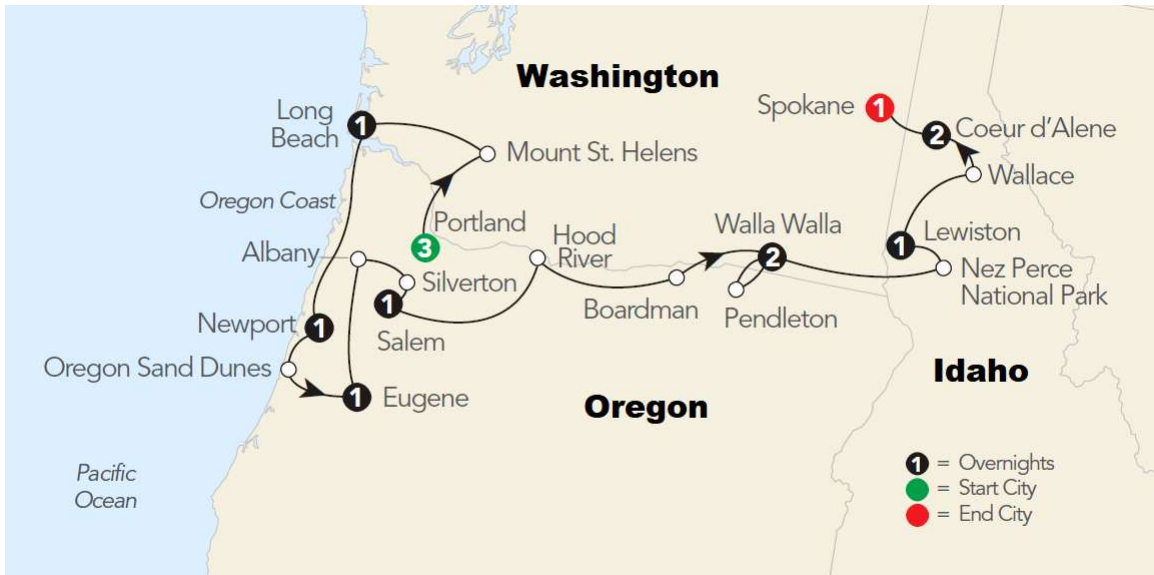 Washington
Long
Beach
1
Mount St. Helens
Oregon Coast
Portland
3
Albany
Silverton
1
Salem
Newport
1
Oregon Sand Dunes
1
Eugene
Hood
River
Boardman
Walla Walla
2
Pendleton
Spokane
1
2
Coeur d'Alene
Wallace
1
Lewiston
Nez Perce
National Park
Idaho
Oregon
Pacific
Ocean
1 = Overnights
= Start City
= End City